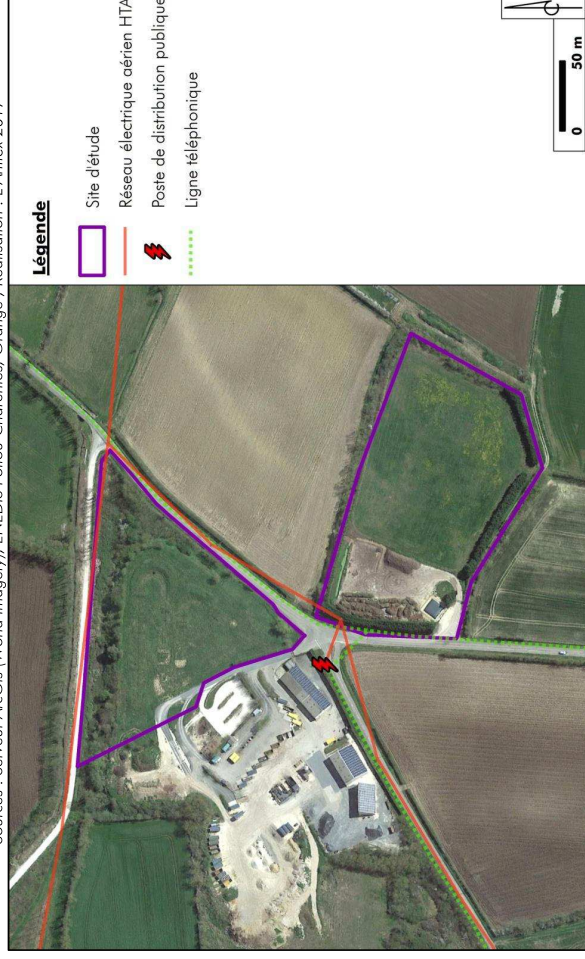 Légende
Site d'étude
Réseau électrique aérien HTA
Poste de distribution publique
Ligne téléphonique
0 50 m